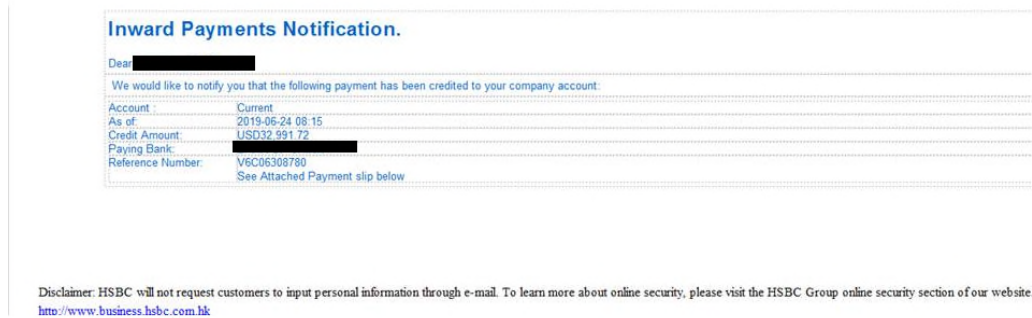 Inward Payments Notification.
Dear
We would like to notify you that the following payment has been credited to your company account:
Account : Current
As of: 2019-06-24 08:15
Credit Amount: USD32,991.72
Paying Bank:
Reference Number: V6C06308780
See Attached Payment slip below
Disclaimer: HSBC will not request customers to input personal information through e-mail. To learn more about online security, please visit the HSBC Group online security section of our website
http://www.business.hsbc.com.hk